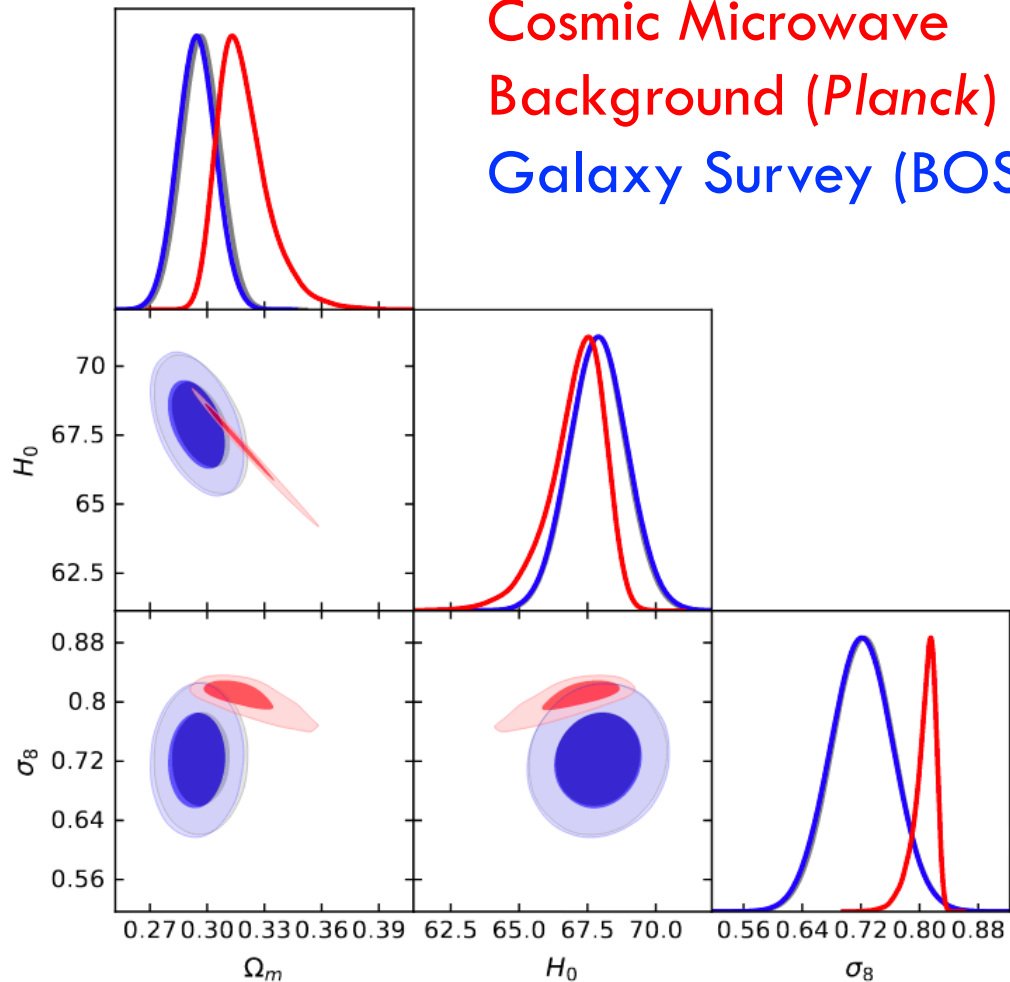 Cosmic Microwave
Background (Planck)
Galaxy Survey (BOS
70
67.5
65
62.5
H₀
0.88
0.8
0.72
0.64
0.56
σ₈
0.27 0.30 0.33 0.36 0.39
62.5 65.0 67.5 70.0
0.56 0.64 0.72 0.80 0.88
Ωₘ
H₀
σ₈